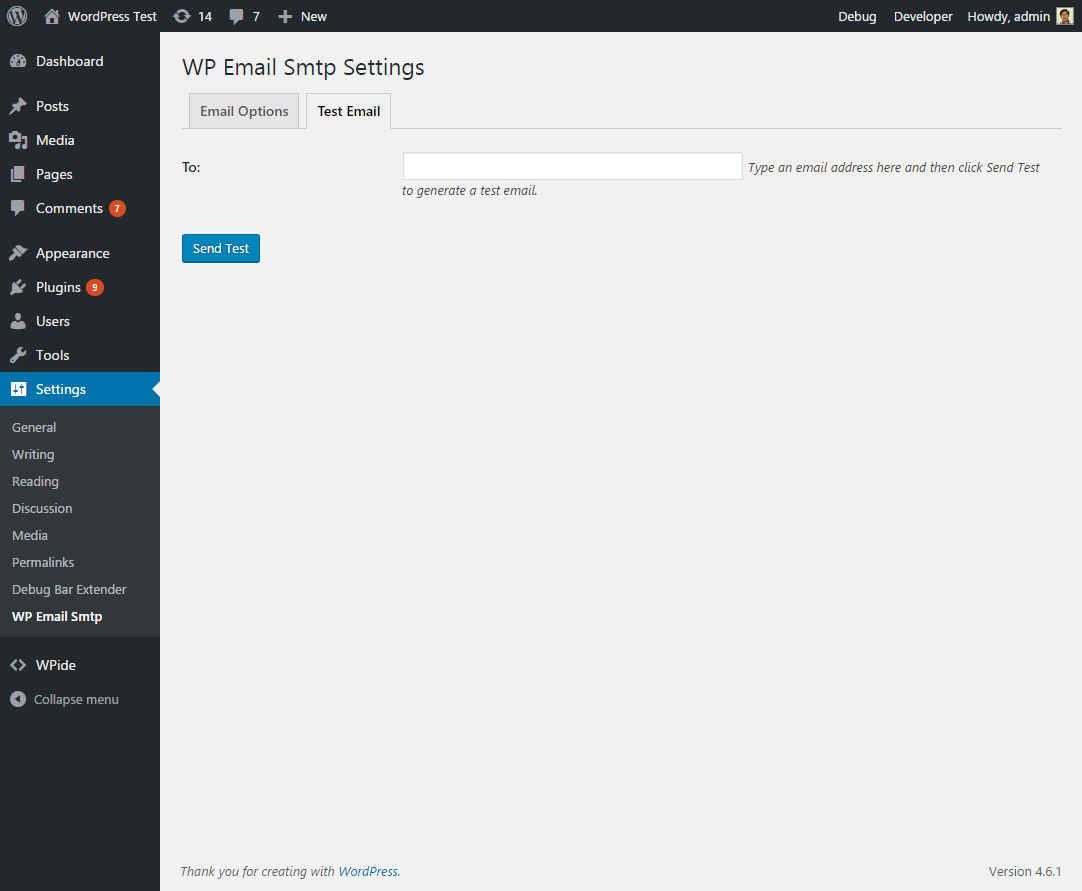 WordPress Test 14 7 New Debug Developer Howdy, admin
Dashboard
Posts
Media
Pages
Comments 7
Appearance
Plugins 9
Users
Tools
Settings
General
Writing
Reading
Discussion
Media
Permalinks
Debug Bar Extender
WP Email Smtp
WPide
Collapse menu
WP Email Smtp Settings
Email Options Test Email
To: Type an email address here and then click Send Test
to generate a test email.
Send Test
Thank you for creating with WordPress. Version 4.6.1